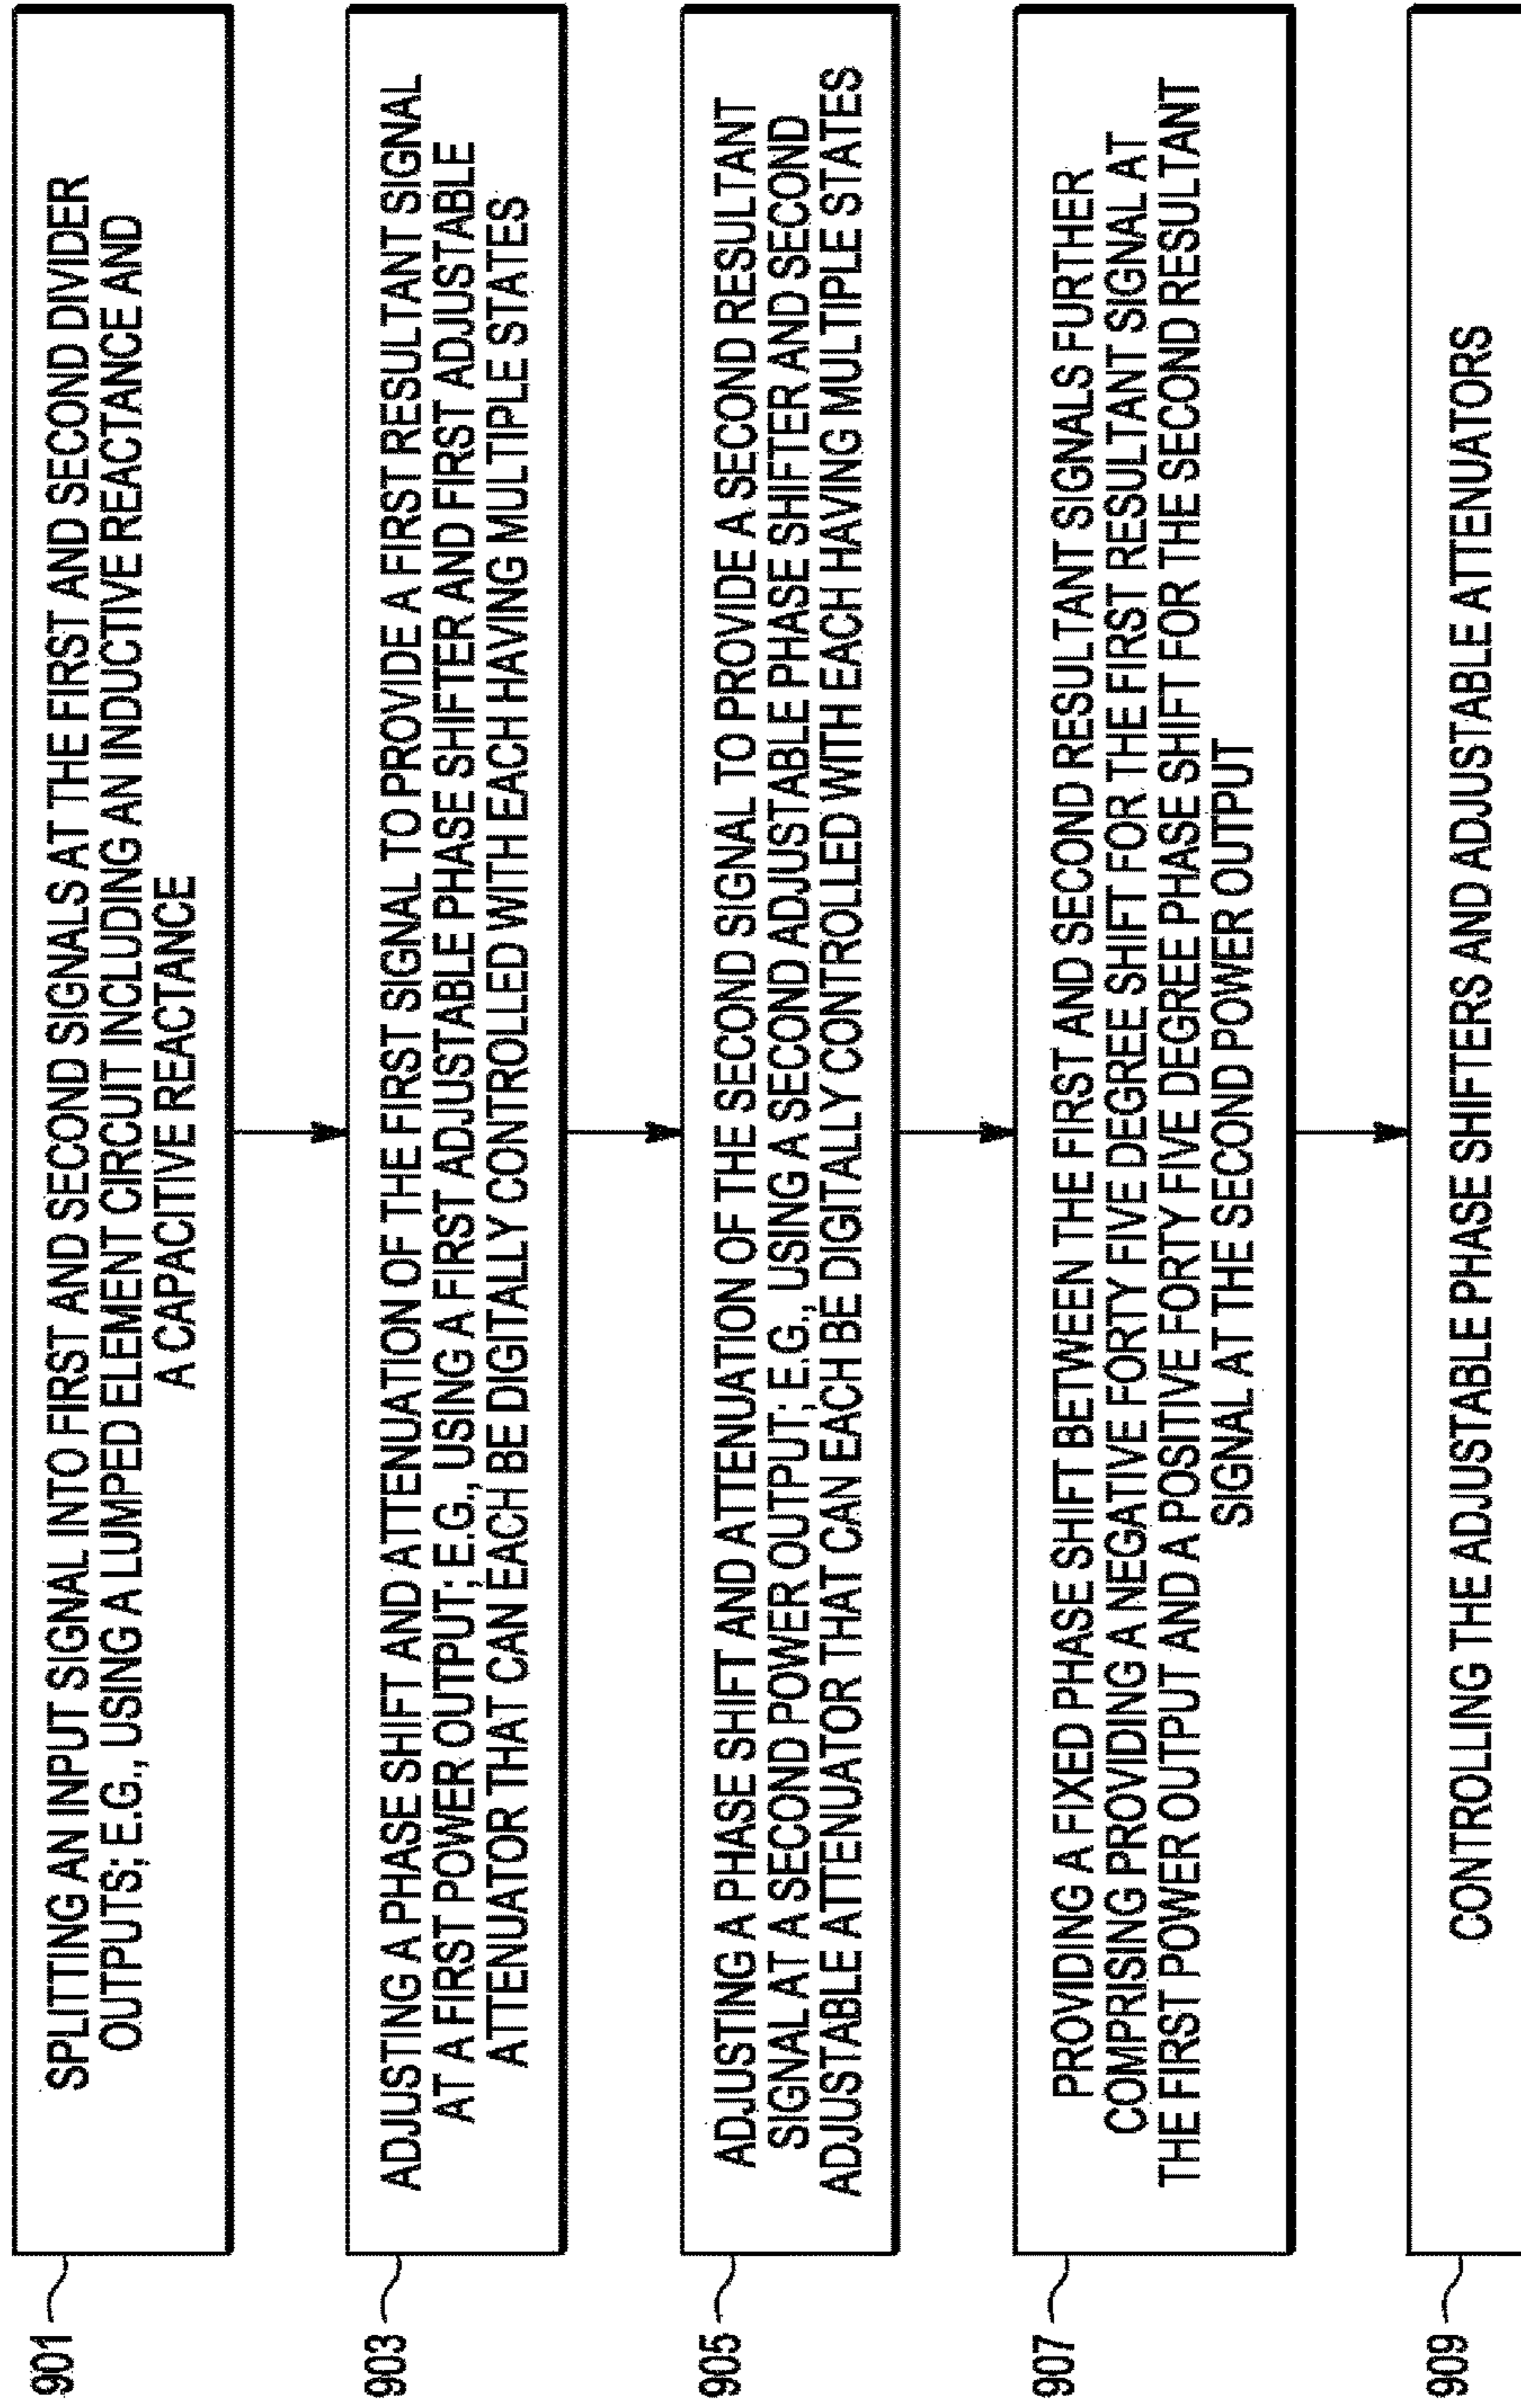 901
SPLITTING AN INPUT SIGNAL INTO FIRST AND SECOND SIGNALS AT THE FIRST AND SECOND DIVIDER
OUTPUTS; E.G., USING A LUMPED ELEMENT CIRCUIT INCLUDING AN INDUCTIVE REACTANCE AND
A CAPACITIVE REACTANCE
903
ADJUSTING A PHASE SHIFT AND ATTENUATION OF THE FIRST SIGNAL TO PROVIDE A FIRST RESULTANT SIGNAL
AT A FIRST POWER OUTPUT; E.G., USING A FIRST ADJUSTABLE PHASE SHIFTER AND FIRST ADJUSTABLE
ATTENUATOR THAT CAN EACH BE DIGITALLY CONTROLLED WITH EACH HAVING MULTIPLE STATES
905
ADJUSTING A PHASE SHIFT AND ATTENUATION OF THE SECOND SIGNAL TO PROVIDE A SECOND RESULTANT
SIGNAL AT A SECOND POWER OUTPUT; E.G., USING A SECOND ADJUSTABLE PHASE SHIFTER AND SECOND
ADJUSTABLE ATTENUATOR THAT CAN EACH BE DIGITALLY CONTROLLED WITH EACH HAVING MULTIPLE STATES
907
PROVIDING A FIXED PHASE SHIFT BETWEEN THE FIRST AND SECOND RESULTANT SIGNALS FURTHER
COMPRISING PROVIDING A NEGATIVE FORTY FIVE DEGREE SHIFT FOR THE FIRST RESULTANT SIGNAL AT
THE FIRST POWER OUTPUT AND A POSITIVE FORTY FIVE DEGREE PHASE SHIFT FOR THE SECOND RESULTANT
SIGNAL AT THE SECOND POWER OUTPUT
909
CONTROLLING THE ADJUSTABLE PHASE SHIFTERS AND ADJUSTABLE ATTENUATORS